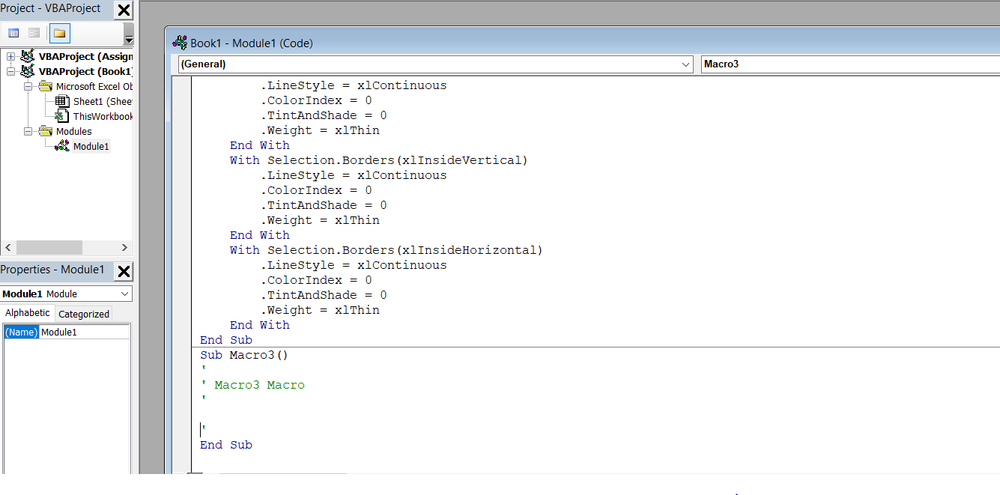 Project - VBAProject
VBAProject (Assign
VBAProject (Book1)
Microsoft Excel Ob
Sheet1 (Shee
ThisWorkbook
Modules
Module1
Properties - Module1
Module1 Module
Alphabetic Categorized
(Name) Module1
Book1 - Module1 (Code)
(General) Macro3
.LineStyle = xlContinuous
.ColorIndex = 0
.TintAndShade = 0
.Weight = xlThin
End With
With Selection.Borders(xlInsideVertical)
.LineStyle = xlContinuous
.ColorIndex = 0
.TintAndShade = 0
.Weight = xlThin
End With
With Selection.Borders(xlInsideHorizontal)
.LineStyle = xlContinuous
.ColorIndex = 0
.TintAndShade = 0
.Weight = xlThin
End With
End Sub
Sub Macro3()
'
' Macro3 Macro
'
'
End Sub